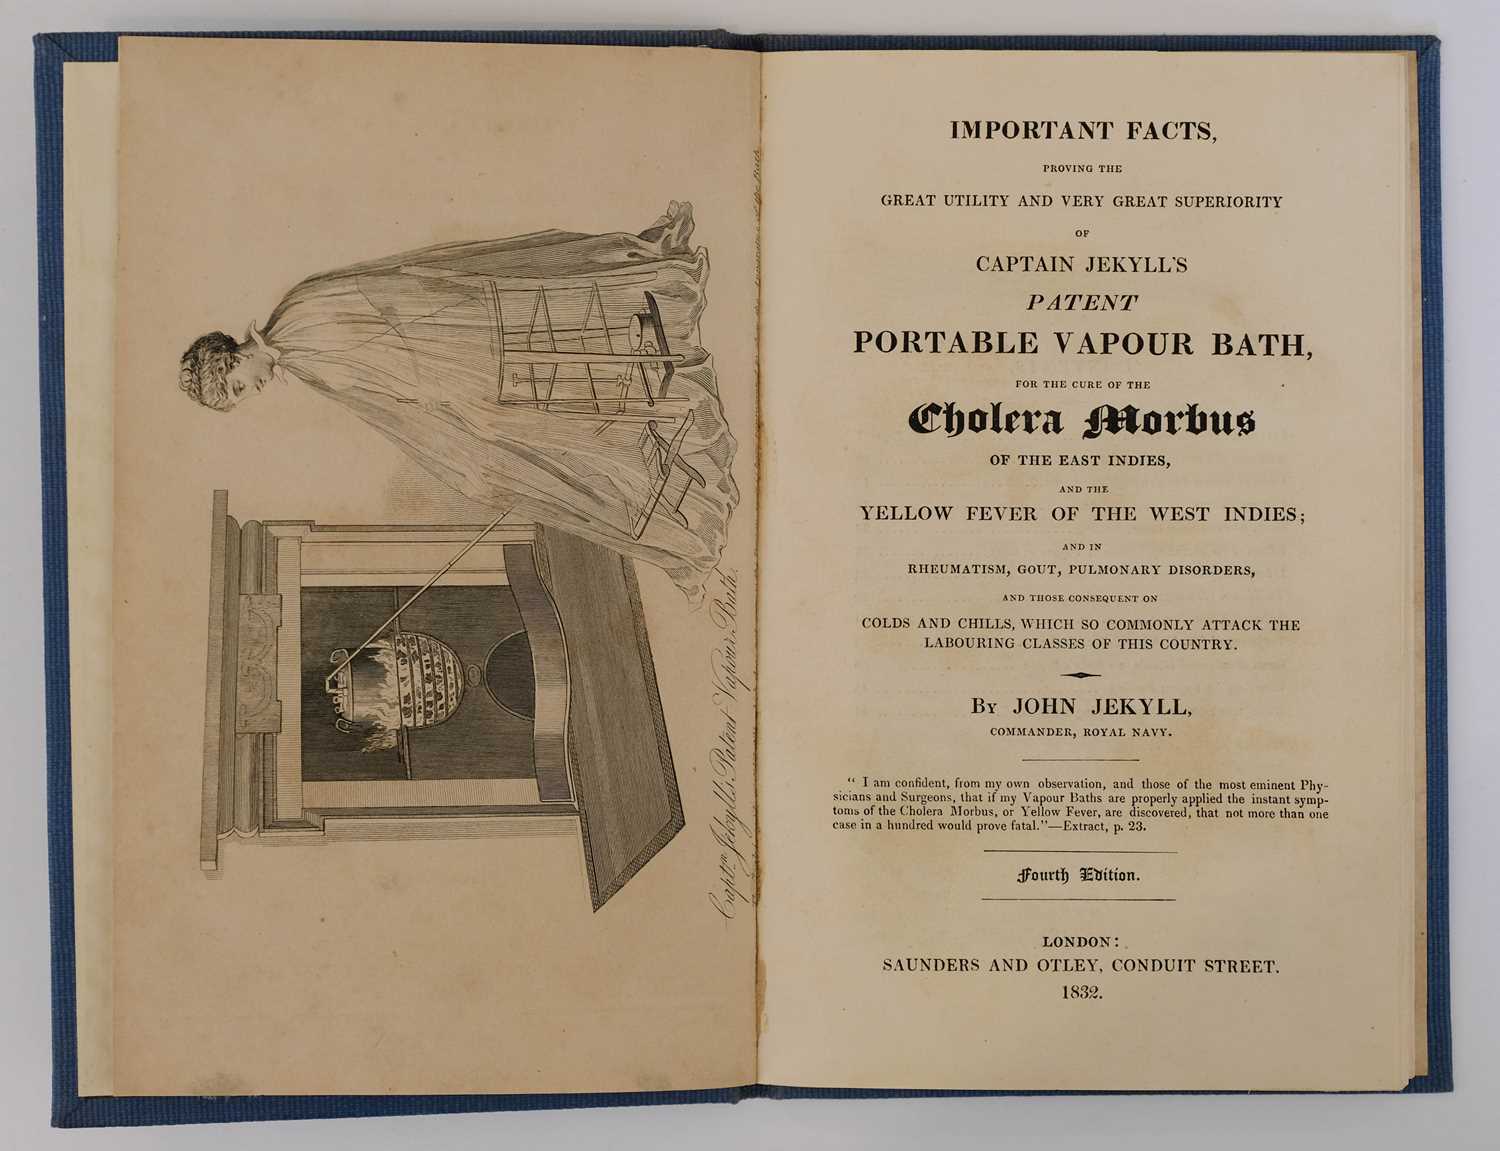 Captn. Jekyll's Patent Vapour Bath.
IMPORTANT FACTS,
PROVING THE
GREAT UTILITY AND VERY GREAT SUPERIORITY
OF
CAPTAIN JEKYLL'S
PATENT
PORTABLE VAPOUR BATH,
FOR THE CURE OF THE
Cholera Morbus
OF THE EAST INDIES,
AND THE
YELLOW FEVER OF THE WEST INDIES;
AND IN
RHEUMATISM, GOUT, PULMONARY DISORDERS,
AND THOSE CONSEQUENT ON
COLDS AND CHILLS, WHICH SO COMMONLY ATTACK THE
LABOURING CLASSES OF THIS COUNTRY.
BY JOHN JEKYLL,
COMMANDER, ROYAL NAVY.
"I am confident, from my own observation, and those of the most eminent Phy-
sicians and Surgeons, that if my Vapour Baths are properly applied the instant symp-
toms of the Cholera Morbus, or Yellow Fever, are discovered, that not more than one
case in a hundred would prove fatal."—Extract, p. 23.
Fourth Edition.
LONDON:
SAUNDERS AND OTLEY, CONDUIT STREET.
1832.